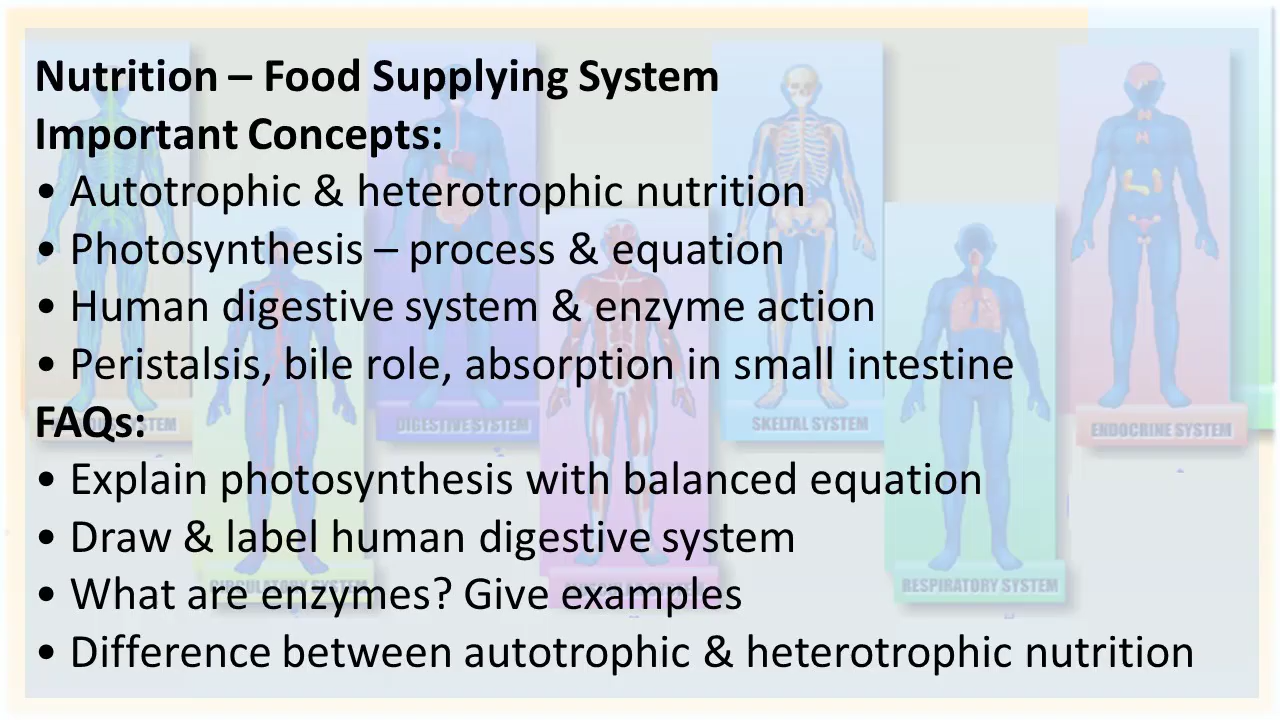 Nutrition – Food Supplying System
Important Concepts:
• Autotrophic & heterotrophic nutrition
• Photosynthesis – process & equation
• Human digestive system & enzyme action
• Peristalsis, bile role, absorption in small intestine
FAQs:
• Explain photosynthesis with balanced equation
• Draw & label human digestive system
• What are enzymes? Give examples
• Difference between autotrophic & heterotrophic nutrition
DIGESTIVE SYSTEM
SKELTAL SYSTEM
ENDOCRINE SYSTEM
CIRCULATORY SYSTEM
RESPIRATORY SYSTEM